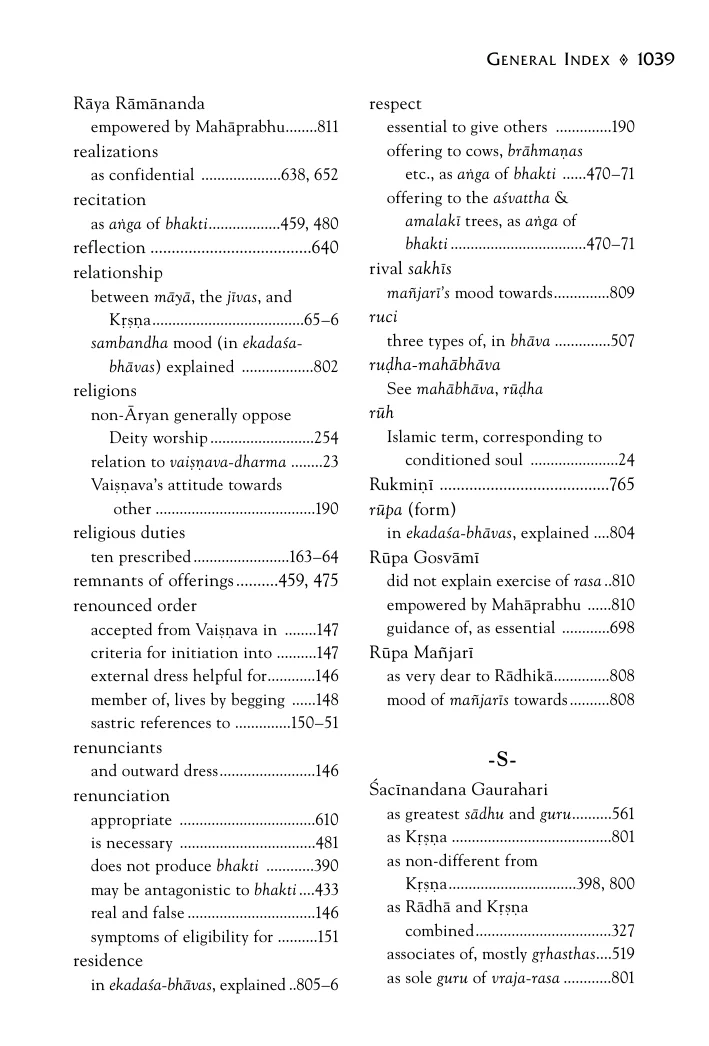 GENERAL INDEX ◈ 1039
Rāya Rāmānanda
empowered by Mahāprabhu........811
realizations
as confidential ....................638, 652
recitation
as aṅga of bhakti..................459, 480
reflection ......................................640
relationship
between māyā, the jīvas, and
Kṛṣṇa......................................65–6
sambandha mood (in ekadaśa-
bhāvas) explained ..................802
religions
non-Āryan generally oppose
Deity worship..........................254
relation to vaiṣṇava-dharma ........23
Vaiṣṇava's attitude towards
other ........................................190
religious duties
ten prescribed........................163–64
remnants of offerings..........459, 475
renounced order
accepted from Vaiṣṇava in ........147
criteria for initiation into ..........147
external dress helpful for............146
member of, lives by begging ......148
sastric references to ..............150–51
renunciants
and outward dress........................146
renunciation
appropriate ..................................610
is necessary ..................................481
does not produce bhakti ............390
may be antagonistic to bhakti....433
real and false................................146
symptoms of eligibility for ..........151
residence
in ekadaśa-bhāvas, explained ..805–6
respect
essential to give others ..............190
offering to cows, brāhmaṇas
etc., as aṅga of bhakti ......470–71
offering to the aśvattha &
amalakī trees, as aṅga of
bhakti..................................470–71
rival sakhīs
mañjarī's mood towards..............809
ruci
three types of, in bhāva ..............507
ruḍha-mahābhāva
See mahābhāva, rūḍha
rūh
Islamic term, corresponding to
conditioned soul ......................24
Rukmiṇī ........................................765
rūpa (form)
in ekadaśa-bhāvas, explained ....804
Rūpa Gosvāmī
did not explain exercise of rasa..810
empowered by Mahāprabhu ......810
guidance of, as essential ............698
Rūpa Mañjarī
as very dear to Rādhikā..............808
mood of mañjarīs towards..........808
-S-
Śacīnandana Gaurahari
as greatest sādhu and guru..........561
as Kṛṣṇa ........................................801
as non-different from
Kṛṣṇa................................398, 800
as Rādhā and Kṛṣṇa
combined..................................327
associates of, mostly gṛhasthas....519
as sole guru of vraja-rasa ............801